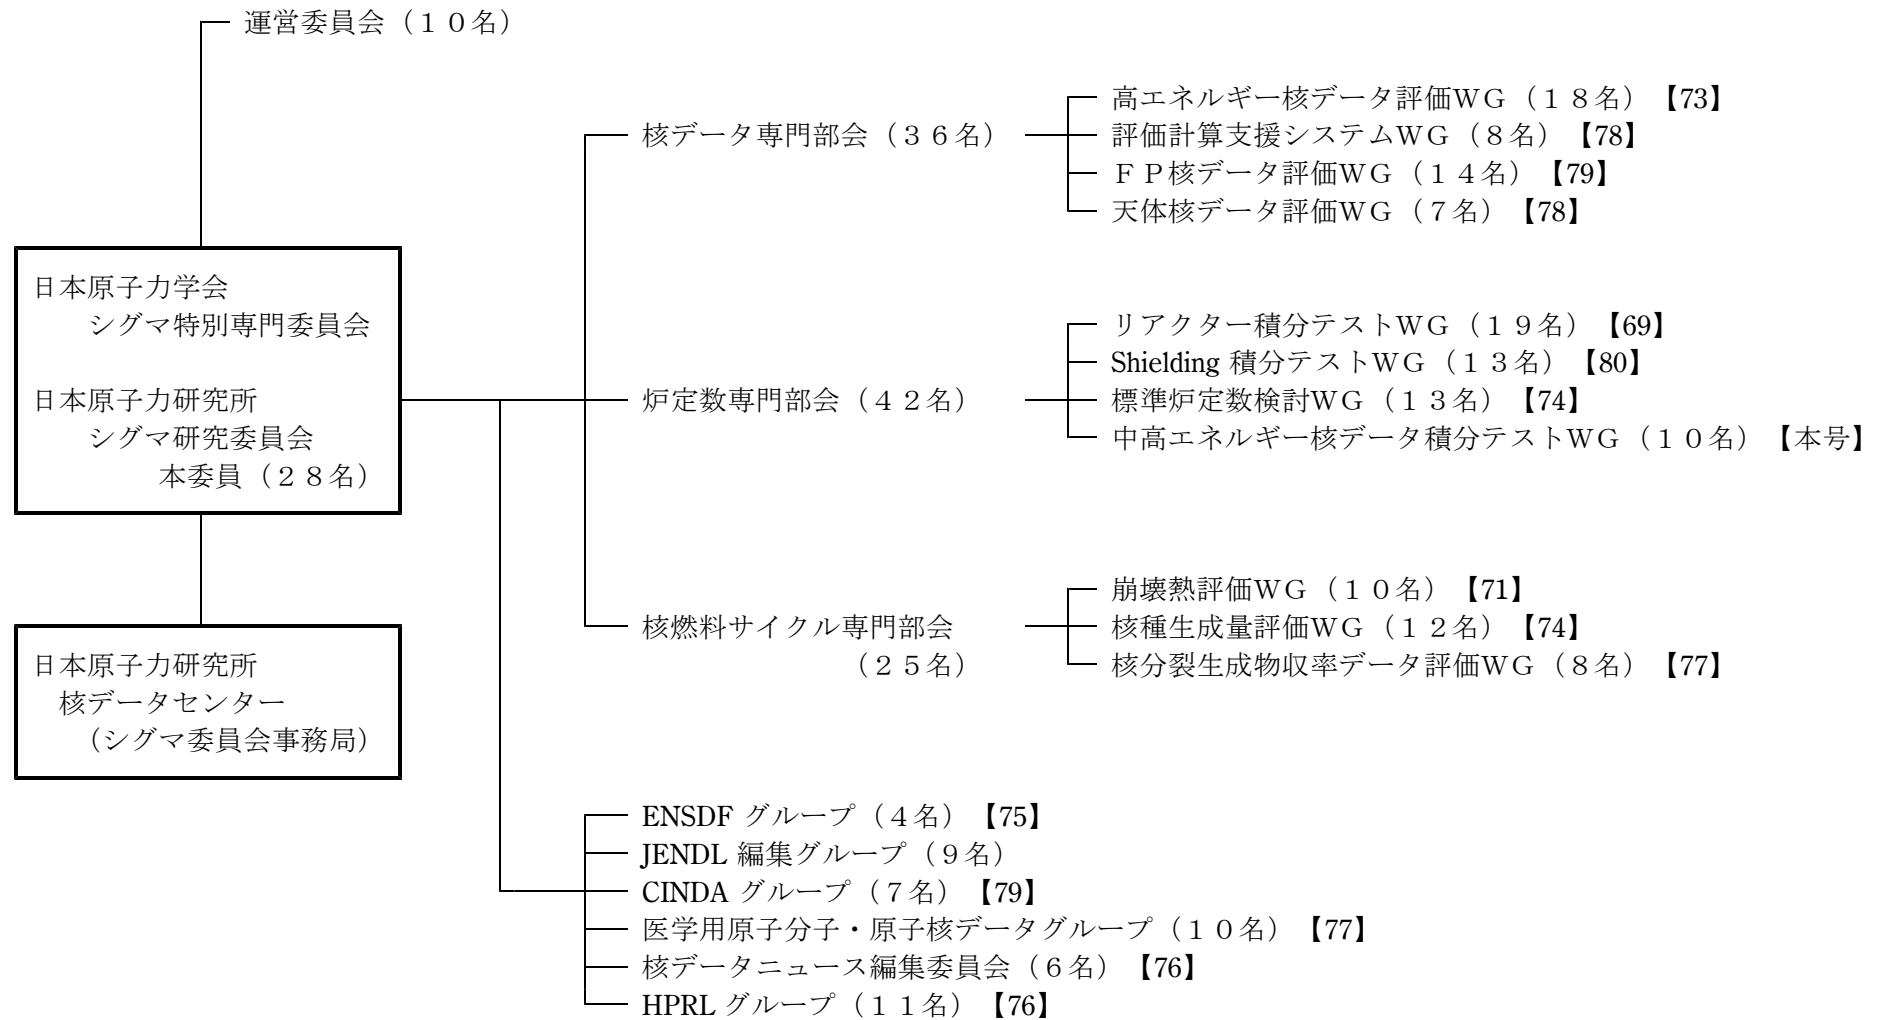 運営委員会（１０名）
高エネルギー核データ評価ＷＧ（１８名）【73】
核データ専門部会（３６名）
評価計算支援システムＷＧ（８名）【78】
ＦＰ核データ評価ＷＧ（１４名）【79】
天体核データ評価ＷＧ（７名）【78】
日本原子力学会
シグマ特別専門委員会
日本原子力研究所
シグマ研究委員会
本委員（２８名）
リアクター積分テストＷＧ（１９名）【69】
Shielding 積分テストＷＧ（１３名）【80】
炉定数専門部会（４２名）
標準炉定数検討ＷＧ（１３名）【74】
中高エネルギー核データ積分テストＷＧ（１０名）【本号】
崩壊熱評価ＷＧ（１０名）【71】
核燃料サイクル専門部会
（２５名）
核種生成量評価ＷＧ（１２名）【74】
核分裂生成物収率データ評価ＷＧ（８名）【77】
日本原子力研究所
核データセンター
（シグマ委員会事務局）
ENSDF グループ（４名）【75】
JENDL 編集グループ（９名）
CINDA グループ（７名）【79】
医学用原子分子・原子核データグループ（１０名）【77】
核データニュース編集委員会（６名）【76】
HPRL グループ（１１名）【76】